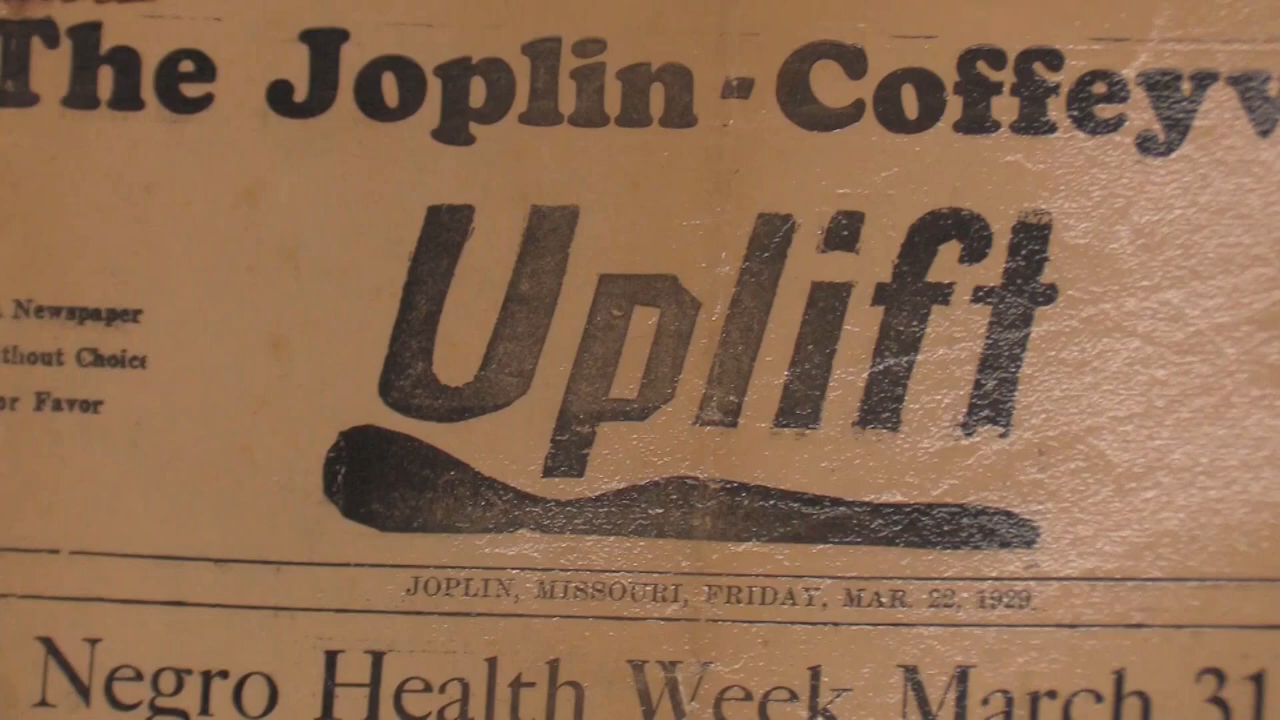 The Joplin-Coffeyv
Uplift
Newspaper
thout Choice
or Favor
JOPLIN, MISSOURI, FRIDAY, MAR. 22, 1929.
Negro Health Week March 31